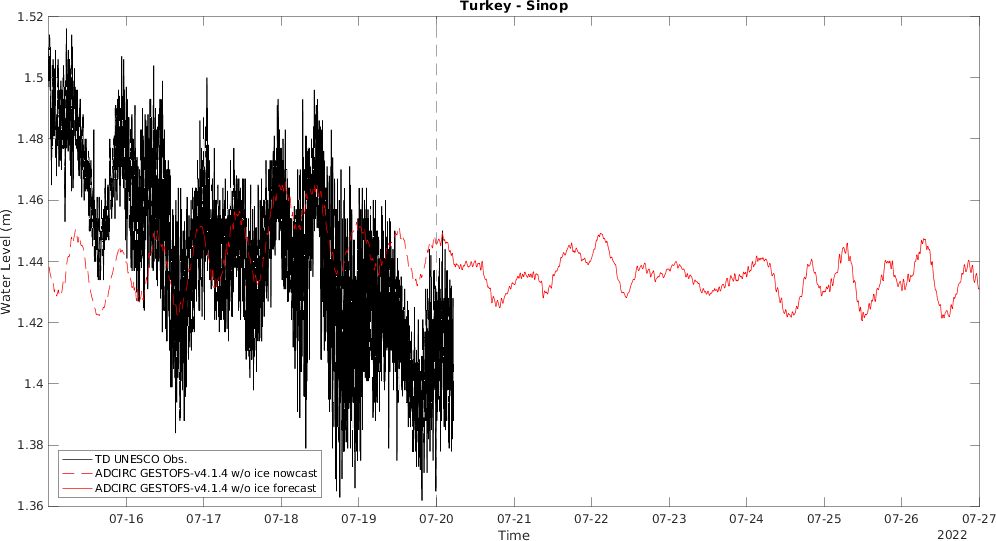 Turkey - Sinop
Water Level (m)
1.52
1.5
1.48
1.46
1.44
1.42
1.4
1.38
1.36
TD UNESCO Obs.
ADCIRC GESTOFS-v4.1.4 w/o ice nowcast
ADCIRC GESTOFS-v4.1.4 w/o ice forecast
07-16 07-17 07-18 07-19 07-20 07-21 07-22 07-23 07-24 07-25 07-26 07-27
Time
2022